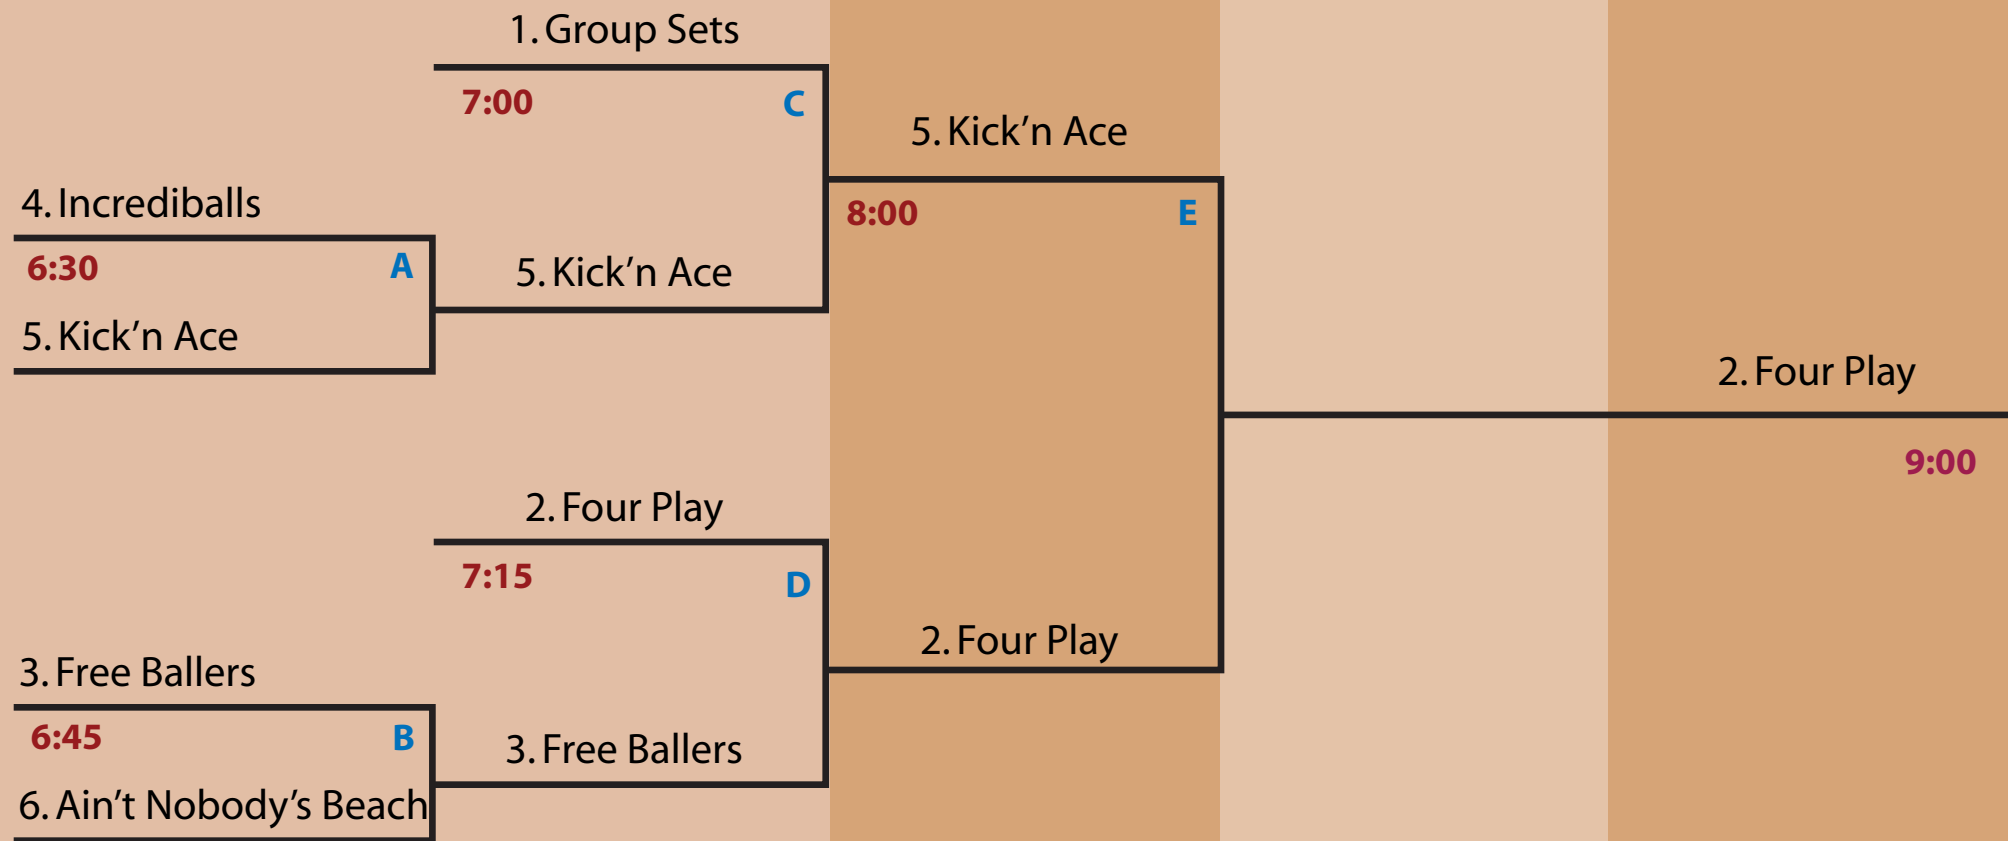 1. Group Sets
7:00 C
5. Kick’n Ace
4. Incrediballs
8:00 E
6:30 A
5. Kick’n Ace
5. Kick’n Ace
2. Four Play
9:00
2. Four Play
7:15 D
2. Four Play
3. Free Ballers
6:45 B
3. Free Ballers
6. Ain’t Nobody’s Beach